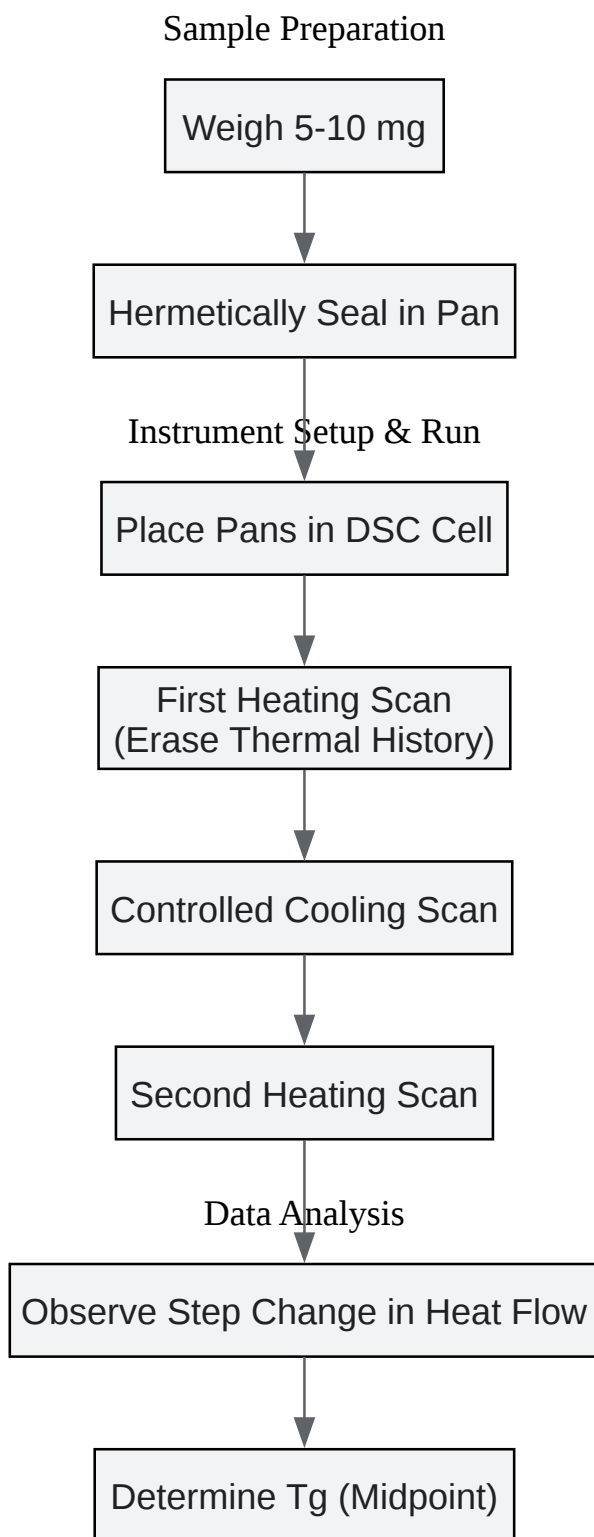 Sample Preparation
Weigh 5-10 mg
Hermetically Seal in Pan
Instrument Setup & Run
Place Pans in DSC Cell
First Heating Scan
(Erase Thermal History)
Controlled Cooling Scan
Second Heating Scan
Data Analysis
Observe Step Change in Heat Flow
Determine Tg (Midpoint)